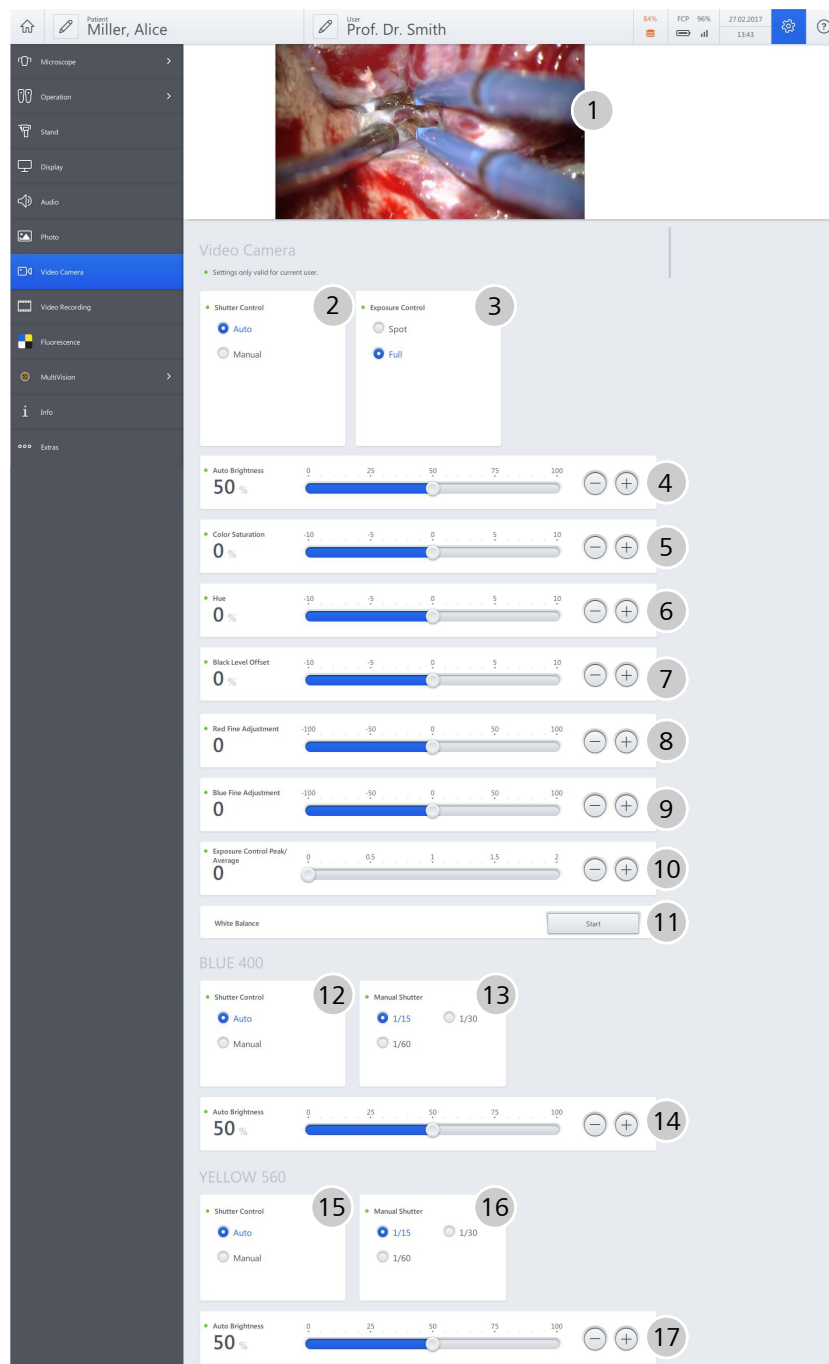 Patient
Miller, Alice
User
Prof. Dr. Smith
84%
FCP 96%
27.02.2017
13:43
?
Microscope
Operation
Stand
Display
Audio
Photo
Video Camera
Video Recording
Fluorescence
MultiVision
i Info
Extras
1
Video Camera
Settings only valid for current user.
Shutter Control
2
Auto
Manual
Exposure Control
3
Spot
Full
Auto Brightness
50 %
0 25 50 75 100
− +
4
Color Saturation
0 %
-10 -5 0 5 10
− +
5
Hue
0 %
-10 -5 0 5 10
− +
6
Black Level Offset
0 %
-10 -5 0 5 10
− +
7
Red Fine Adjustment
0
-100 -50 0 50 100
− +
8
Blue Fine Adjustment
0
-100 -50 0 50 100
− +
9
Exposure Control Peak/
Average
0
0 0.5 1 1.5 2
− +
10
White Balance
Start
11
BLUE 400
Shutter Control
12
Auto
Manual
Manual Shutter
13
1/15 1/30
1/60
Auto Brightness
50 %
0 25 50 75 100
− +
14
YELLOW 560
Shutter Control
15
Auto
Manual
Manual Shutter
16
1/15 1/30
1/60
Auto Brightness
50 %
0 25 50 75 100
− +
17